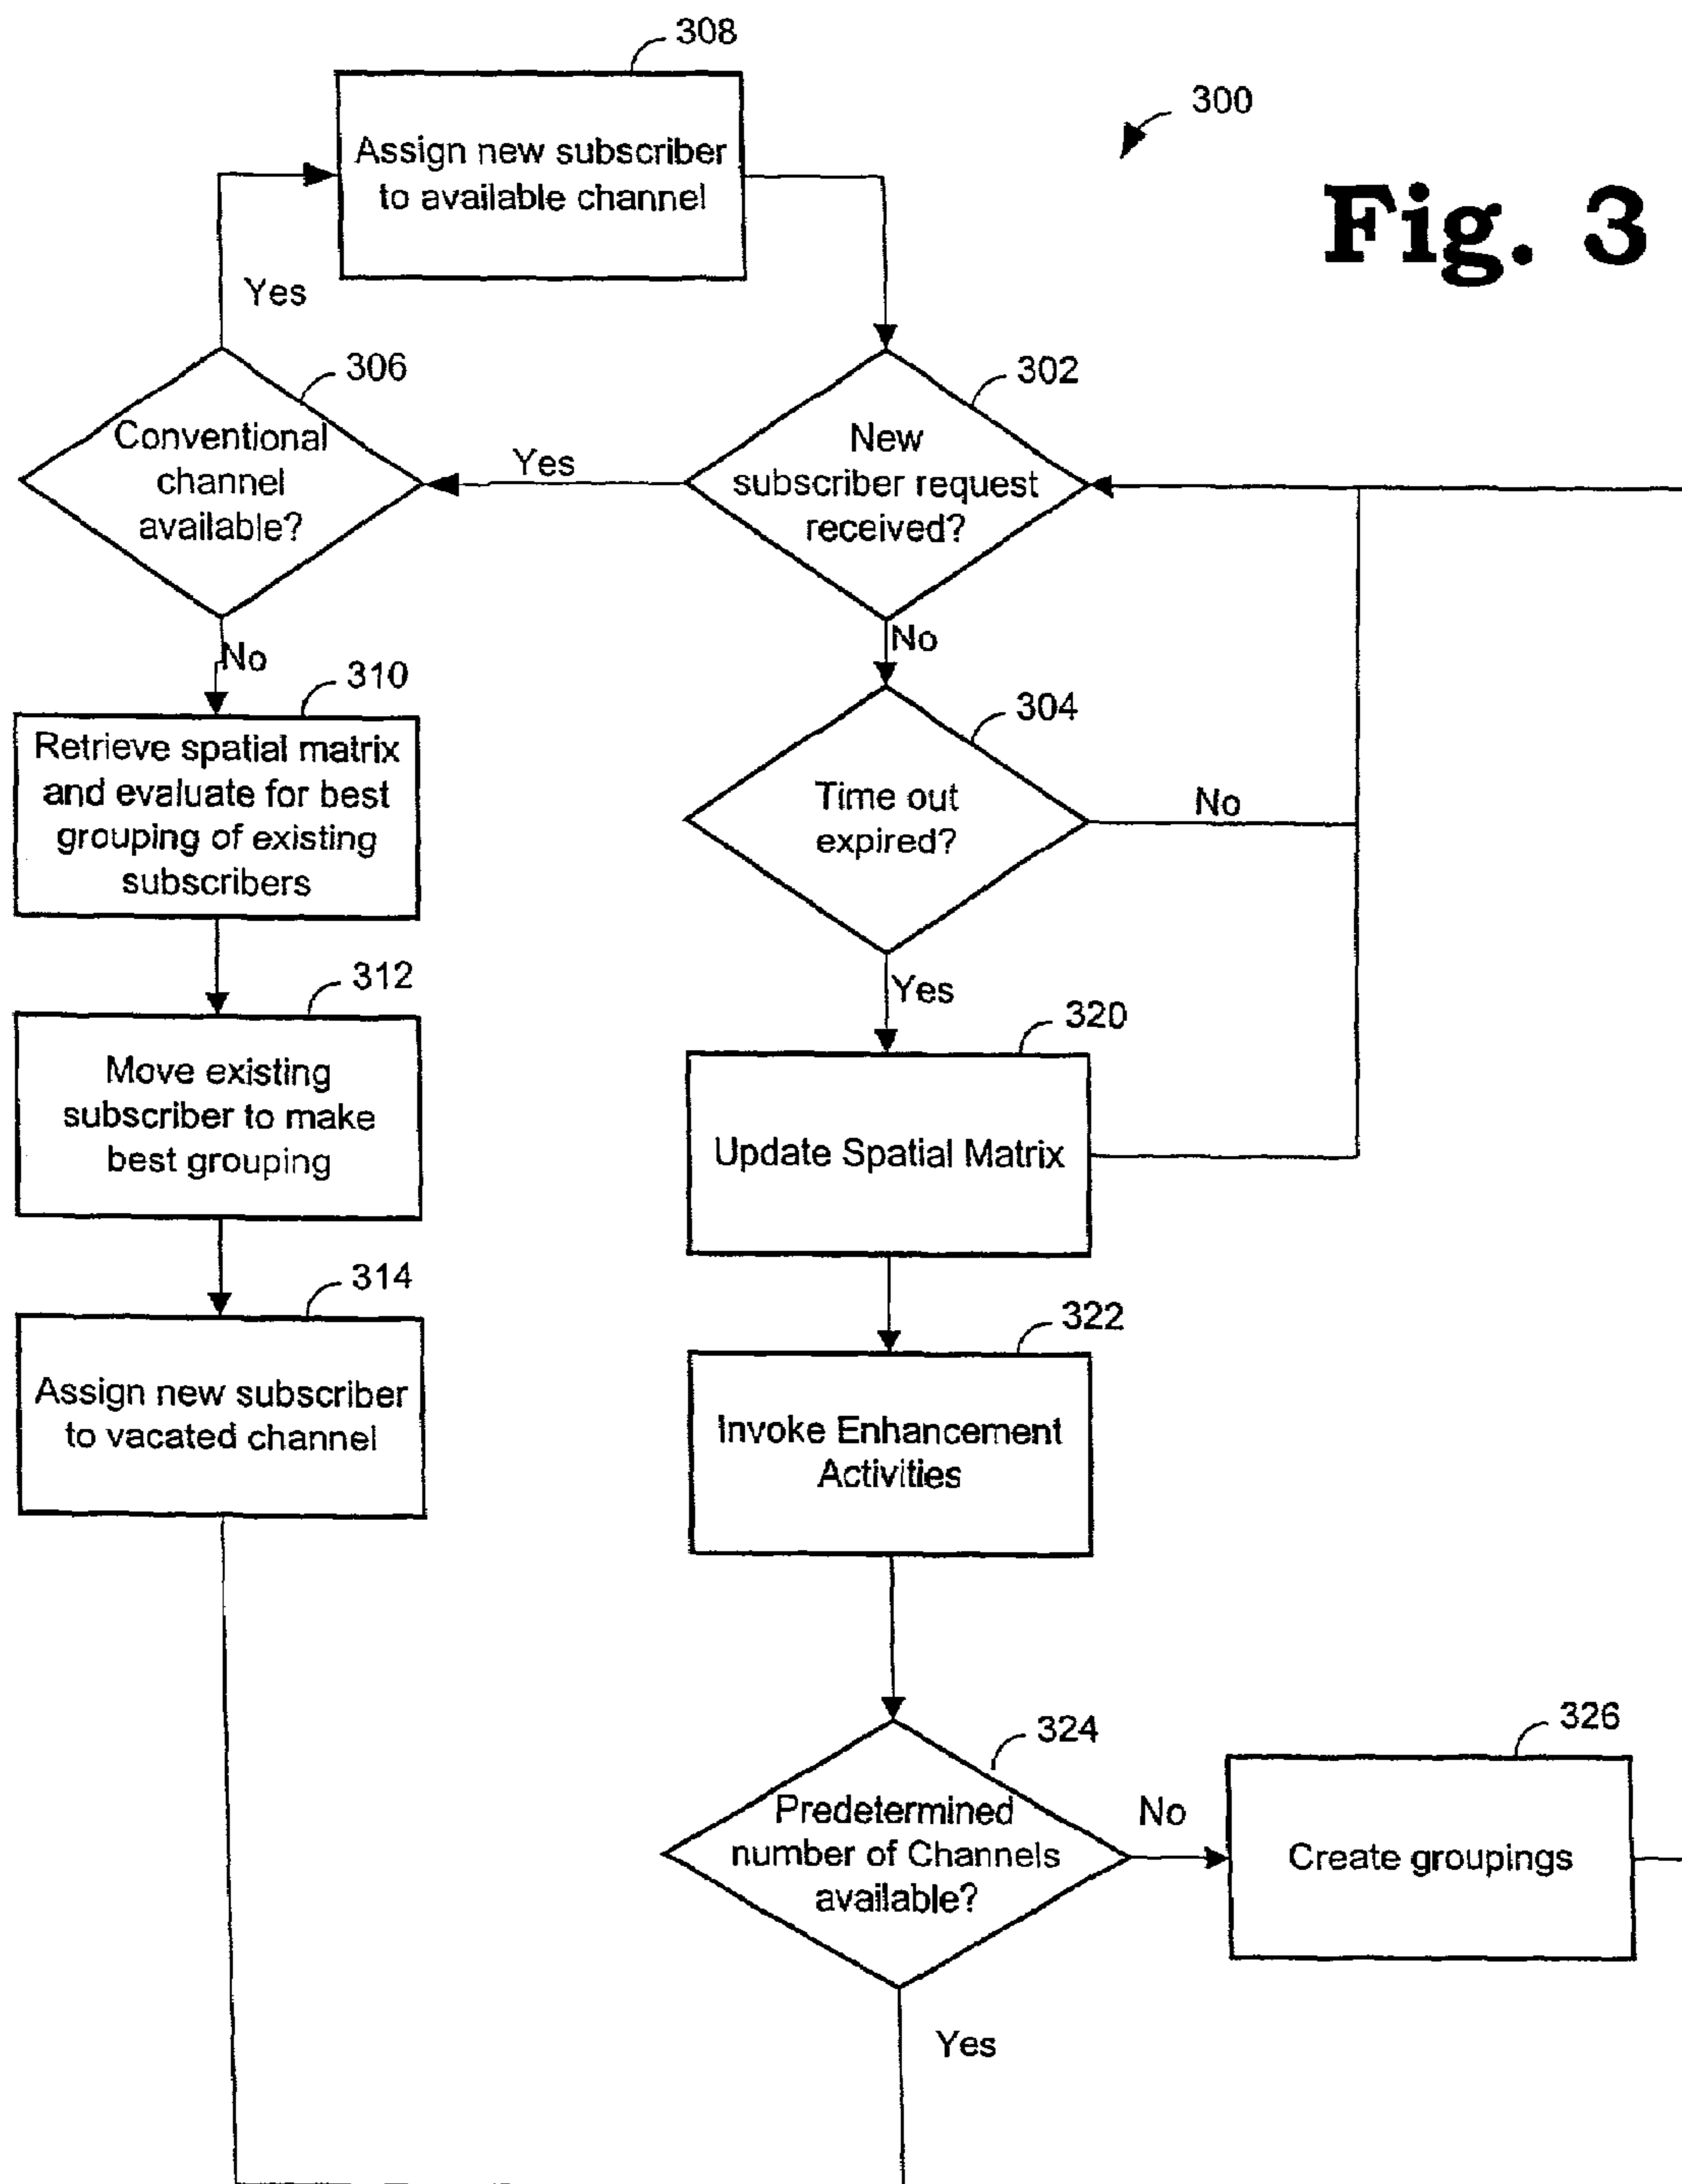 308
Assign new subscriber
to available channel
300
Fig. 3
Yes
306
Conventional
channel
available?
Yes
302
New
subscriber request
received?
No
310
Retrieve spatial matrix
and evaluate for best
grouping of existing
subscribers
No
304
Time out
expired?
No
312
Move existing
subscriber to make
best grouping
Yes
320
Update Spatial Matrix
314
Assign new subscriber
to vacated channel
322
Invoke Enhancement
Activities
324
Predetermined
number of Channels
available?
No
326
Create groupings
Yes